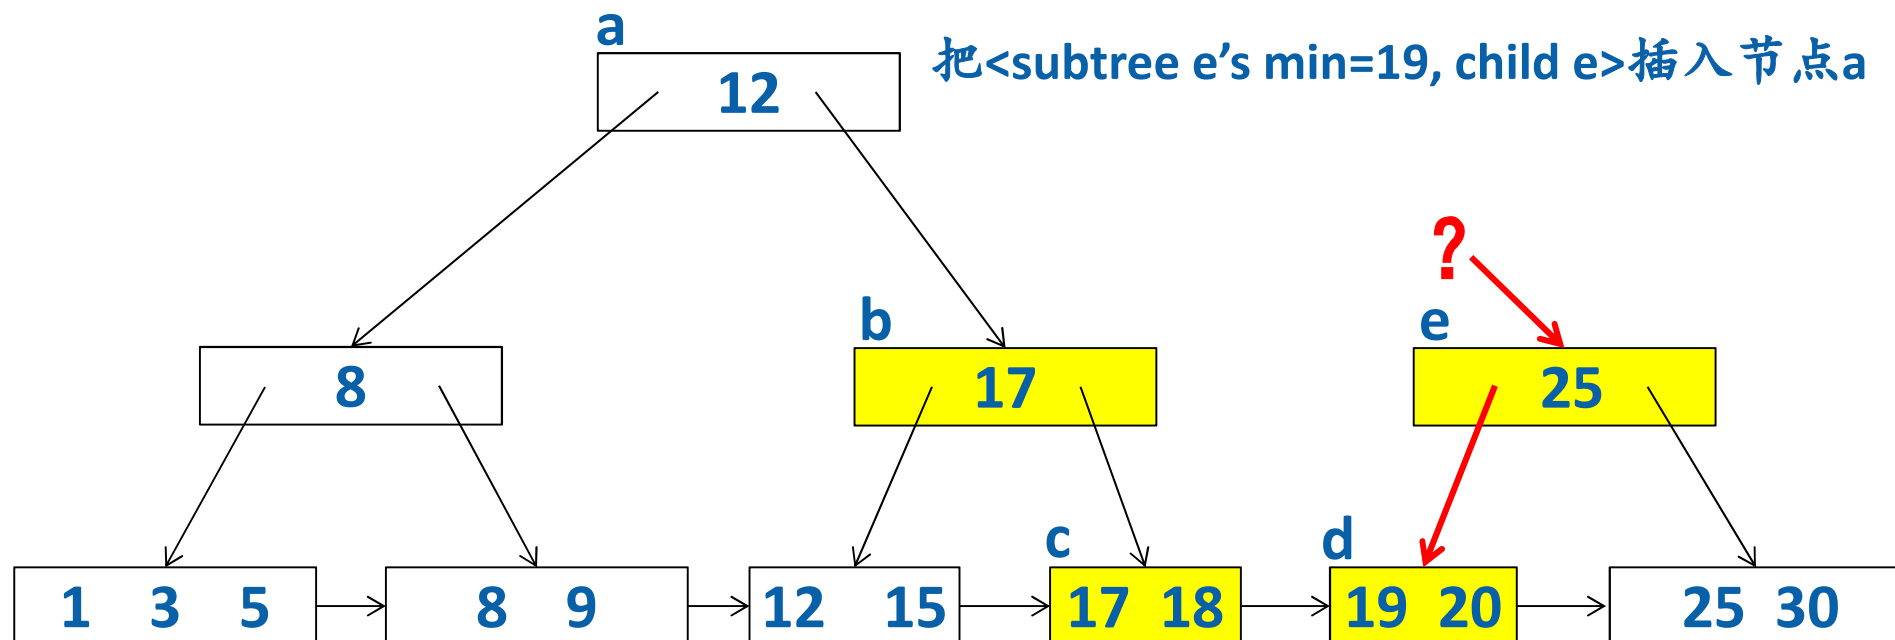 a
把<subtree e’s min=19, child e>插入节点a
12
?
b
e
8
17
25
c
d
1 3 5
8 9
12 15
17 18
19 20
25 30